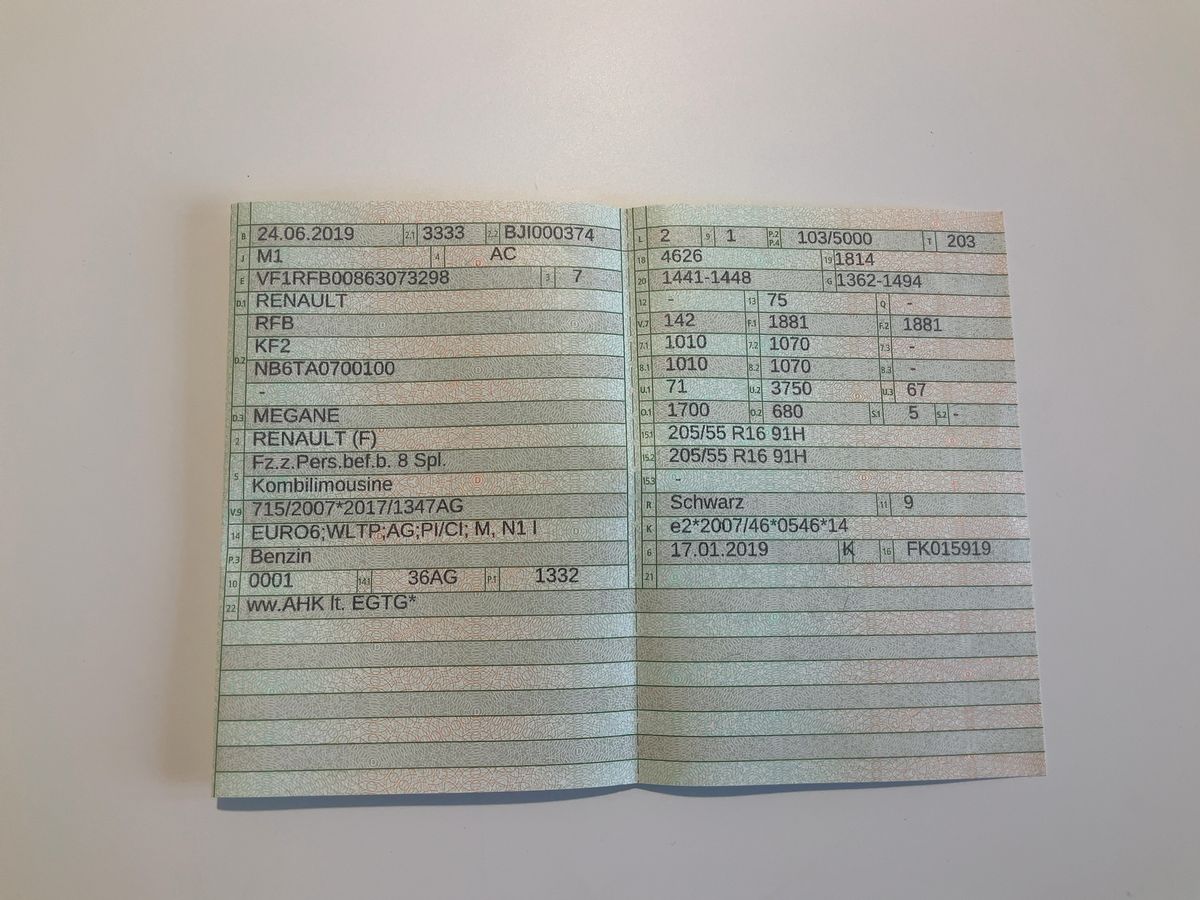 B 24.06.2019 2.1 3333 2.2 BJI000374
J M1 4 AC
E VF1RFB00863073298 3 7
D.1 RENAULT
RFB
D.2 KF2
NB6TA0700100
-
D.3 MEGANE
2 RENAULT (F)
Fz.z.Pers.bef.b. 8 Spl.
5 Kombilimousine
V.9 715/2007*2017/1347AG
14 EURO6;WLTP;AG;PI/CI; M, N1 I
P.3 Benzin
10 0001 14.1 36AG P.1 1332
22 ww.AHK lt. EGTG*
L 2 9 1 P.2 P.4 103/5000 T 203
18 4626 19 1814
20 1441-1448 G 1362-1494
12 - 13 75 Q -
V.7 142 F.1 1881 F.2 1881
7.1 1010 7.2 1070 7.3 -
8.1 1010 8.2 1070 8.3 -
U.1 71 U.2 3750 U.3 67
O.1 1700 O.2 680 S.1 5 S.2 -
15.1 205/55 R16 91H
15.2 205/55 R16 91H
15.3 -
R Schwarz 11 9
K e2*2007/46*0546*14
6 17.01.2019 K 16 FK015919
21